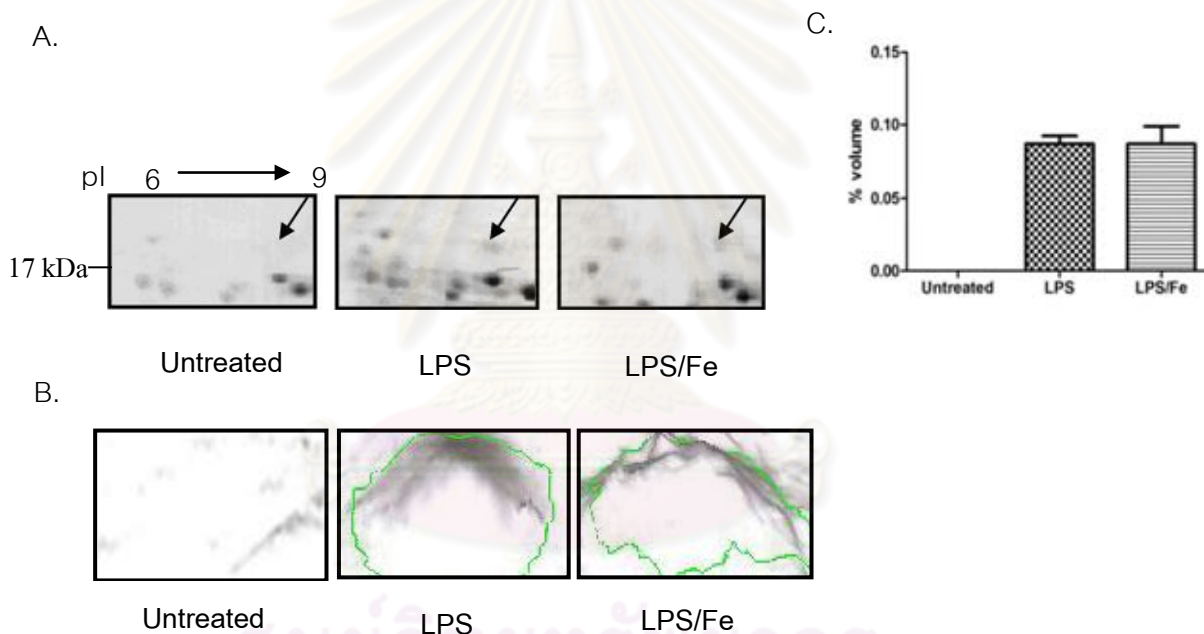 A.
pI 6 9
17 kDa
Untreated
LPS
LPS/Fe
B.
Untreated
LPS
LPS/Fe
C.
% volume
0.15
0.10
0.05
0.00
Untreated
LPS
LPS/Fe